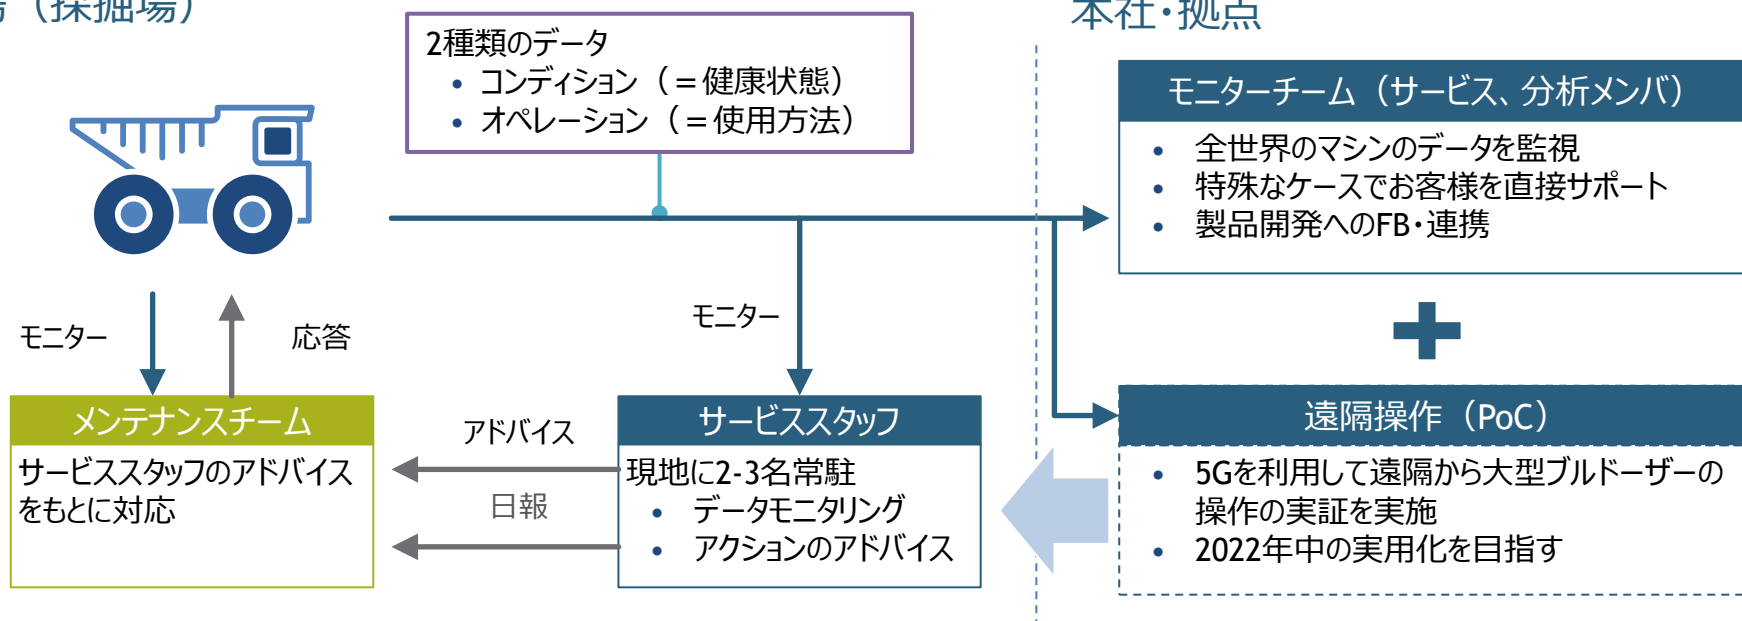 場（採掘場）
本社・拠点
2種類のデータ
• コンディション（＝健康状態）
• オペレーション（＝使用方法）
モニターチーム（サービス、分析メンバ）
• 全世界のマシンのデータを監視
• 特殊なケースでお客様を直接サポート
• 製品開発へのFB・連携
モニター
応答
モニター
メンテナンスチーム
サービススタッフのアドバイス
をもとに対応
アドバイス
日報
サービススタッフ
現地に2-3名常駐
• データモニタリング
• アクションのアドバイス
遠隔操作（PoC）
• 5Gを利用して遠隔から大型ブルドーザーの
操作の実証を実施
• 2022年中の実用化を目指す